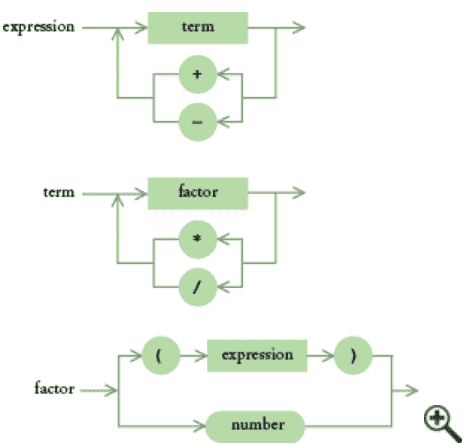 expression term
+
–
term factor
*
/
( expression )
factor
number